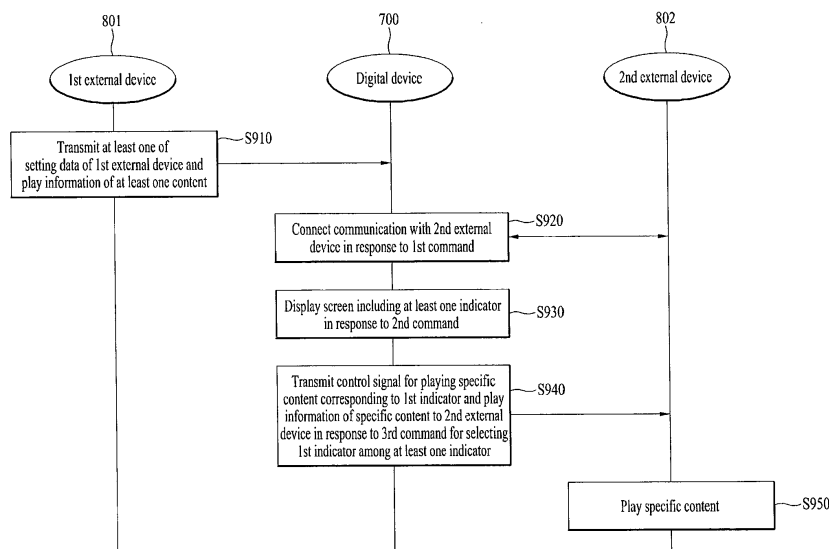 801
700
802
1st external device
Digital device
2nd external device
S910
Transmit at least one of
setting data of 1st external device and
play information of at least one content
S920
Connect communication with 2nd external
device in response to 1st command
S930
Display screen including at least one indicator
in response to 2nd command
S940
Transmit control signal for playing specific
content corresponding to 1st indicator and play
information of specific content to 2nd external
device in response to 3rd command for selecting
1st indicator among at least one indicator
Play specific content
S950